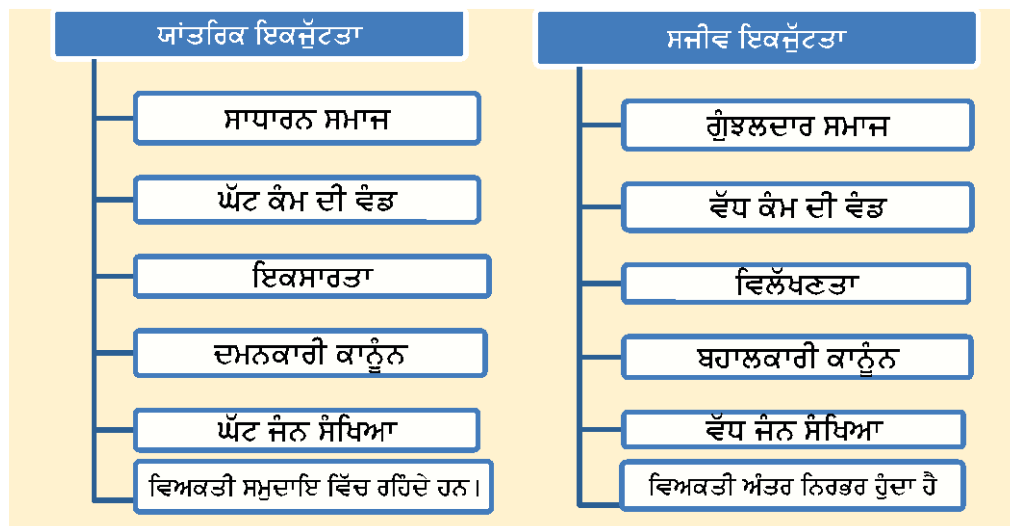 ਯਾਂਤਰਿਕ ਇਕਜੁੱਟਤਾ
ਸਾਧਾਰਨ ਸਮਾਜ
ਘੱਟ ਕੰਮ ਦੀ ਵੰਡ
ਇਕਸਾਰਤਾ
ਦਮਨਕਾਰੀ ਕਾਨੂੰਨ
ਘੱਟ ਜੰਨ ਸੰਖਿਆ
ਵਿਅਕਤੀ ਸਮੁਦਾਇ ਵਿੱਚ ਰਹਿੰਦੇ ਹਨ।
ਸਜੀਵ ਇਕਜੁੱਟਤਾ
ਗੁੰਝਲਦਾਰ ਸਮਾਜ
ਵੱਧ ਕੰਮ ਦੀ ਵੰਡ
ਵਿਲੱਖਣਤਾ
ਬਹਾਲਕਾਰੀ ਕਾਨੂੰਨ
ਵੱਧ ਜੰਨ ਸੰਖਿਆ
ਵਿਅਕਤੀ ਅੰਤਰ ਨਿਰਭਰ ਹੁੰਦਾ ਹੈ